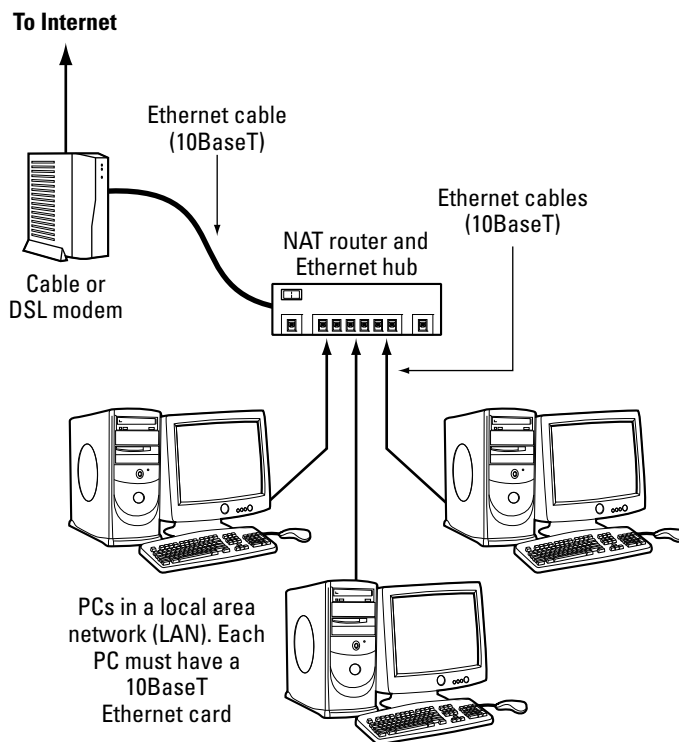 To Internet
Ethernet cable
(10BaseT)
Ethernet cables
(10BaseT)
NAT router and
Ethernet hub
Cable or
DSL modem
PCs in a local area
network (LAN). Each
PC must have a
10BaseT
Ethernet card